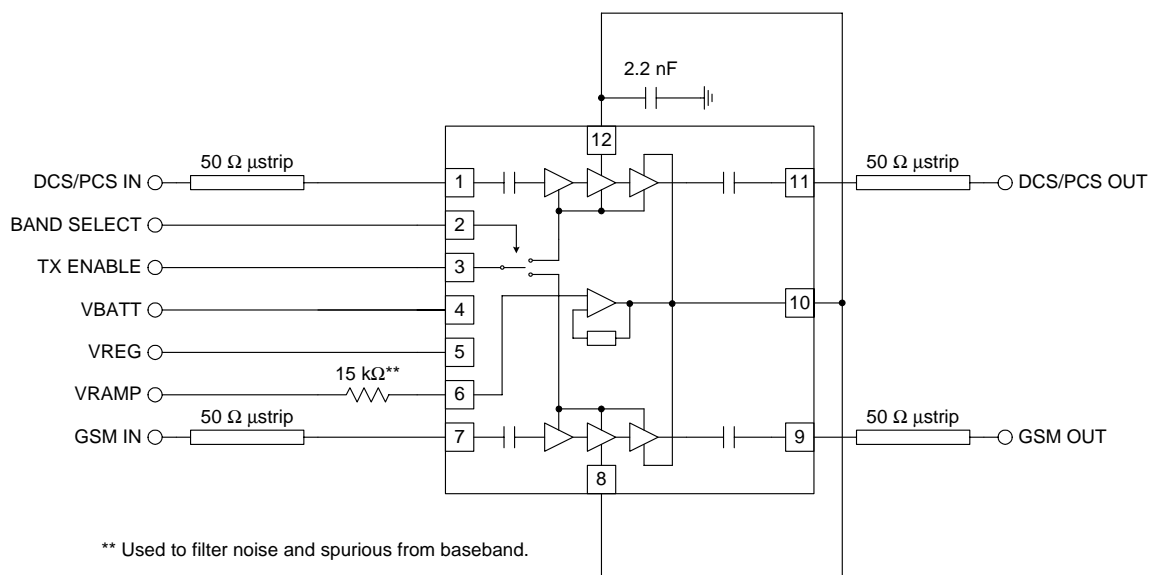 2.2 nF
12
50 Ω µstrip
50 Ω µstrip
DCS/PCS IN
1
11
DCS/PCS OUT
BAND SELECT
2
TX ENABLE
3
VBATT
4
10
VREG
5
15 kΩ**
VRAMP
6
50 Ω µstrip
50 Ω µstrip
GSM IN
7
9
GSM OUT
8
** Used to filter noise and spurious from baseband.